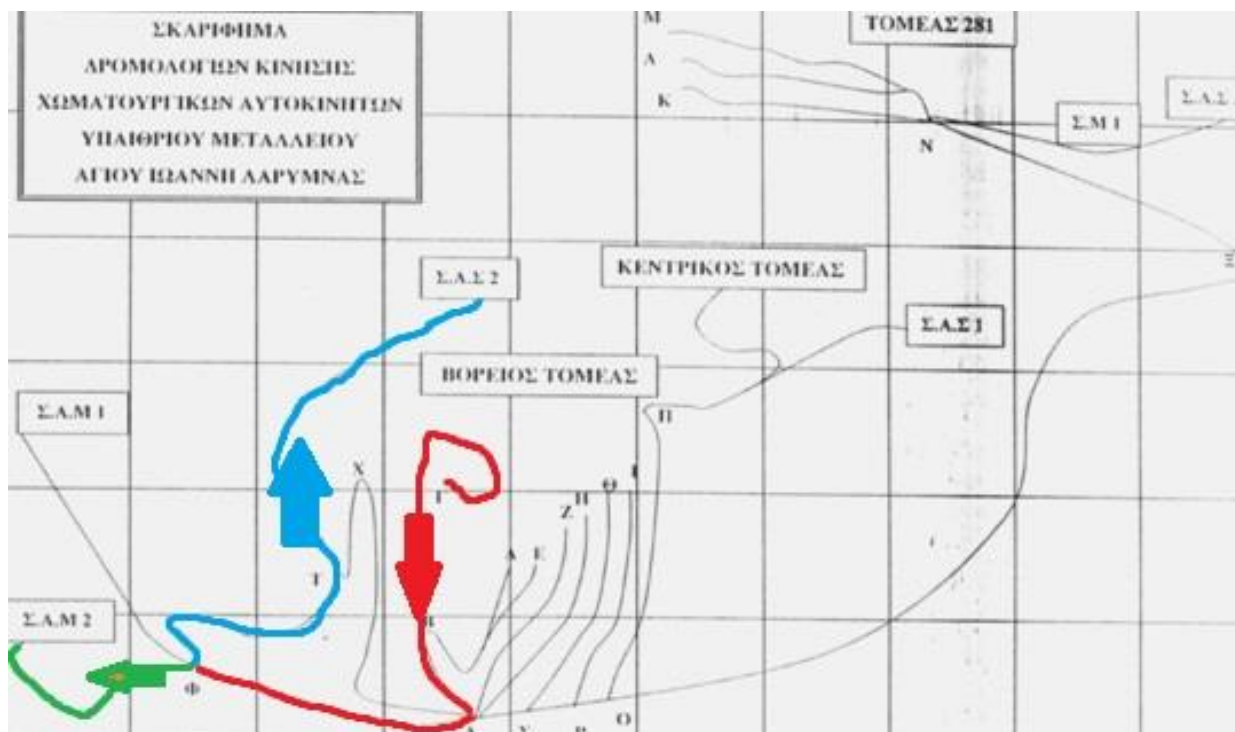 ΣΚΑΡΙΦΗΜΑ
ΔΡΟΜΟΛΟΓΙΩΝ ΚΙΝΗΣΗΣ
ΧΩΜΑΤΟΥΡΓΙΚΩΝ ΑΥΤΟΚΙΝΗΤΩΝ
ΥΠΑΙΘΡΙΟΥ ΜΕΤΑΛΛΕΙΟΥ
ΑΓΙΟΥ ΙΩΑΝΝΗ ΛΑΡΥΜΝΑΣ
Μ
ΤΟΜΕΑΣ 281
Λ
Κ
Σ.Α.Σ
Σ.Μ 1
Ν
Ξ
Σ.Α.Σ 2
ΚΕΝΤΡΙΚΟΣ ΤΟΜΕΑΣ
Σ.Α.Σ 1
ΒΟΡΕΙΟΣ ΤΟΜΕΑΣ
Σ.Α.Μ 1
Π
Χ
Γ
Ζ
Η
Θ
Ι
Δ
Ε
Τ
Β
Σ.Α.Μ 2
Φ
Ο